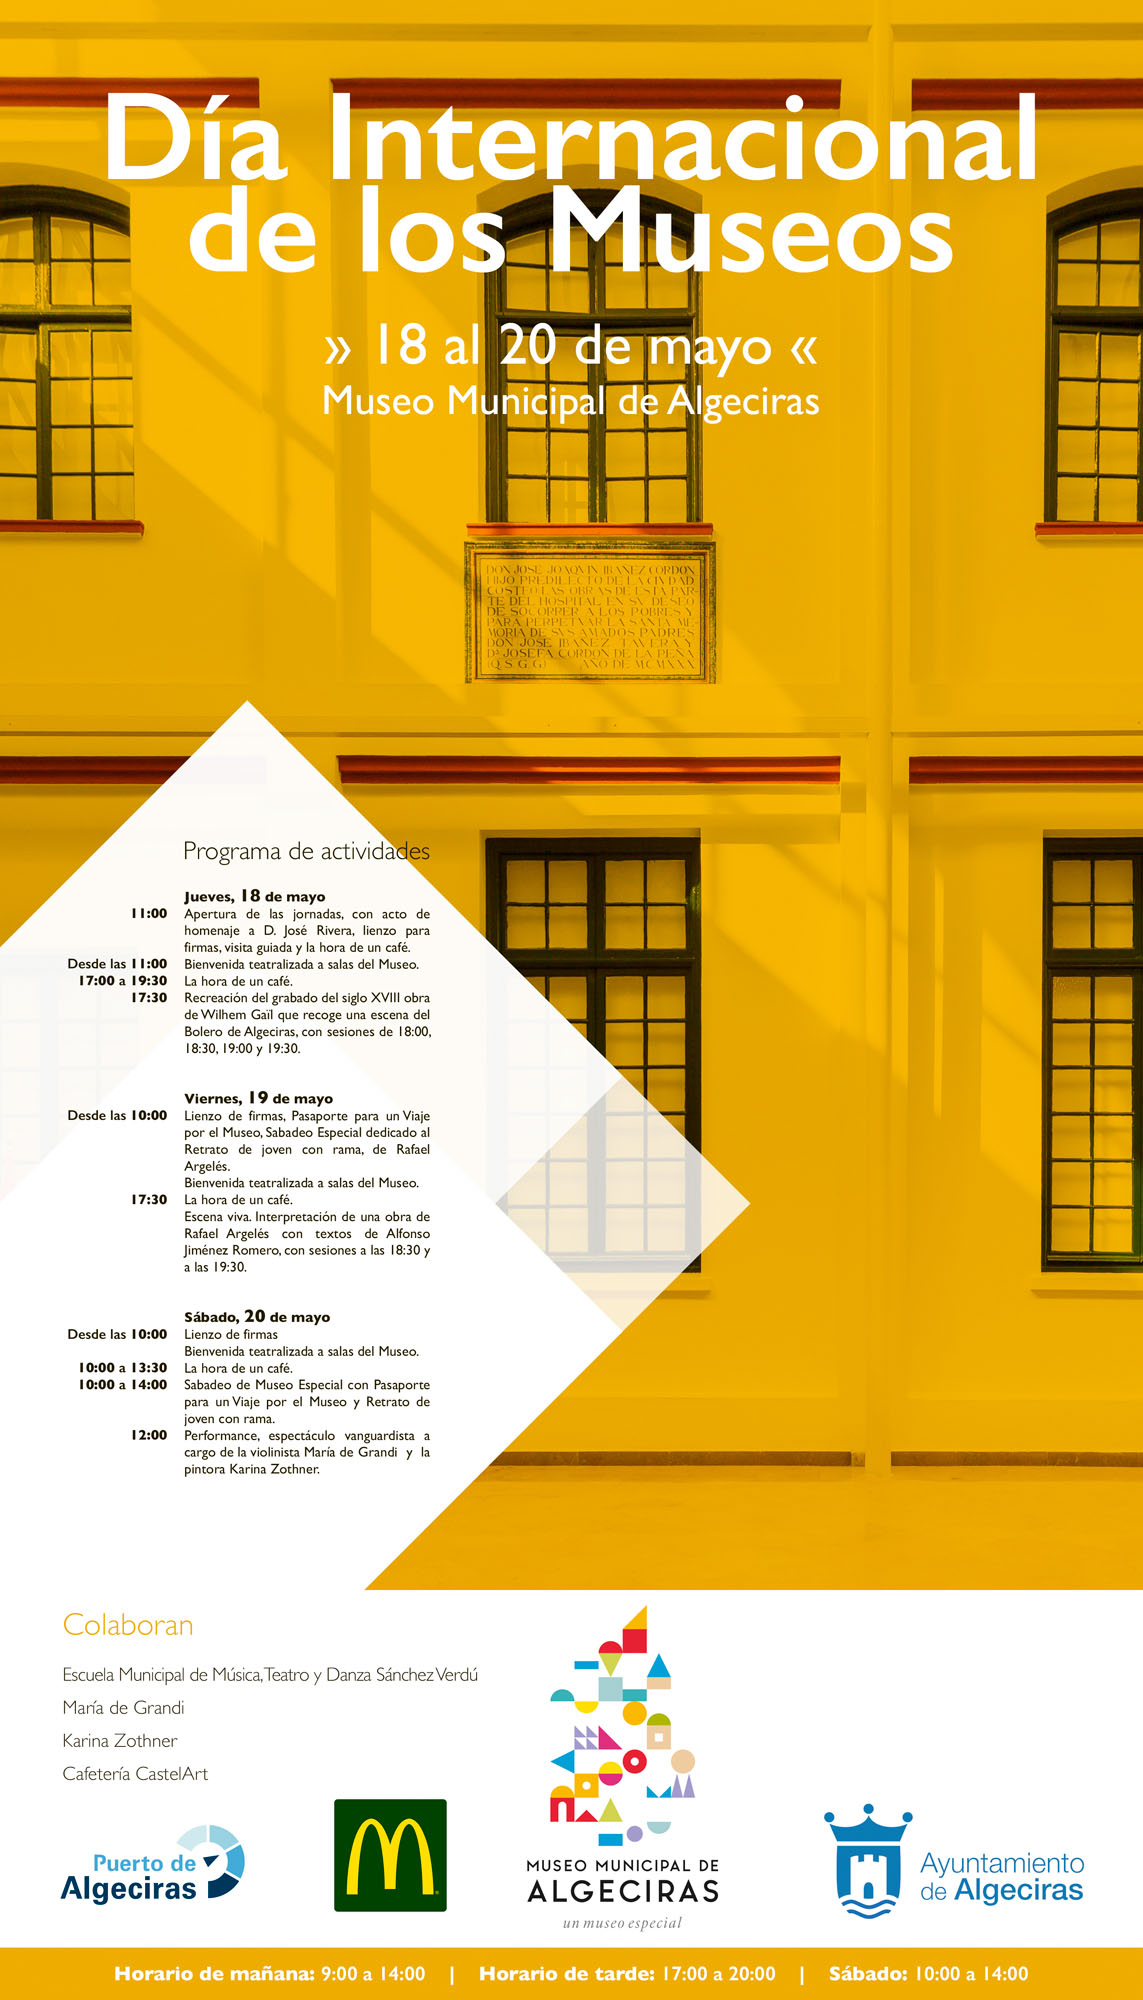 Día Internacional
de los Museos
» 18 al 20 de mayo «
Museo Municipal de Algeciras
DON JOSE JOAQVIN IBAÑEZ CORDON
HIJO PREDILECTO DE LA CIVDAD
COSTEO LAS OBRAS DE ESTA PAR-
TE DEL HOSPITAL EN SV DESEO
DE SOCORRER A LOS POBRES Y
PARA PERPETVAR LA SANTA ME-
MORIA DE SVS AMADOS PADRES
DON JOSE IBAÑEZ TAVERA Y
Dª JOSEFA CORDON DE LA PEÑA
(Q.S.G.G) AÑO DE MCMXXX
Programa de actividades
Jueves, 18 de mayo
11:00 Apertura de las jornadas, con acto de
homenaje a D. José Rivera, lienzo para
firmas, visita guiada y la hora de un café.
Desde las 11:00 Bienvenida teatralizada a salas del Museo.
17:00 a 19:30 La hora de un café.
17:30 Recreación del grabado del siglo XVIII obra
de Wilhem Gaïl que recoge una escena del
Bolero de Algeciras, con sesiones de 18:00,
18:30, 19:00 y 19:30.
Viernes, 19 de mayo
Desde las 10:00 Lienzo de firmas, Pasaporte para un Viaje
por el Museo, Sabadeo Especial dedicado al
Retrato de joven con rama, de Rafael
Argelés.
Bienvenida teatralizada a salas del Museo.
17:30 La hora de un café.
Escena viva. Interpretación de una obra de
Rafael Argelés con textos de Alfonso
Jiménez Romero, con sesiones a las 18:30 y
a las 19:30.
Sábado, 20 de mayo
Desde las 10:00 Lienzo de firmas
Bienvenida teatralizada a salas del Museo.
10:00 a 13:30 La hora de un café.
10:00 a 14:00 Sabadeo de Museo Especial con Pasaporte
para un Viaje por el Museo y Retrato de
joven con rama.
12:00 Performance, espectáculo vanguardista a
cargo de la violinista María de Grandi y la
pintora Karina Zothner.
Colaboran
Escuela Municipal de Música, Teatro y Danza Sánchez Verdú
María de Grandi
Karina Zothner
Cafetería CastelArt
Puerto de
Algeciras
MUSEO MUNICIPAL DE
ALGECIRAS
un museo especial
Ayuntamiento
de Algeciras
Horario de mañana: 9:00 a 14:00 | Horario de tarde: 17:00 a 20:00 | Sábado: 10:00 a 14:00